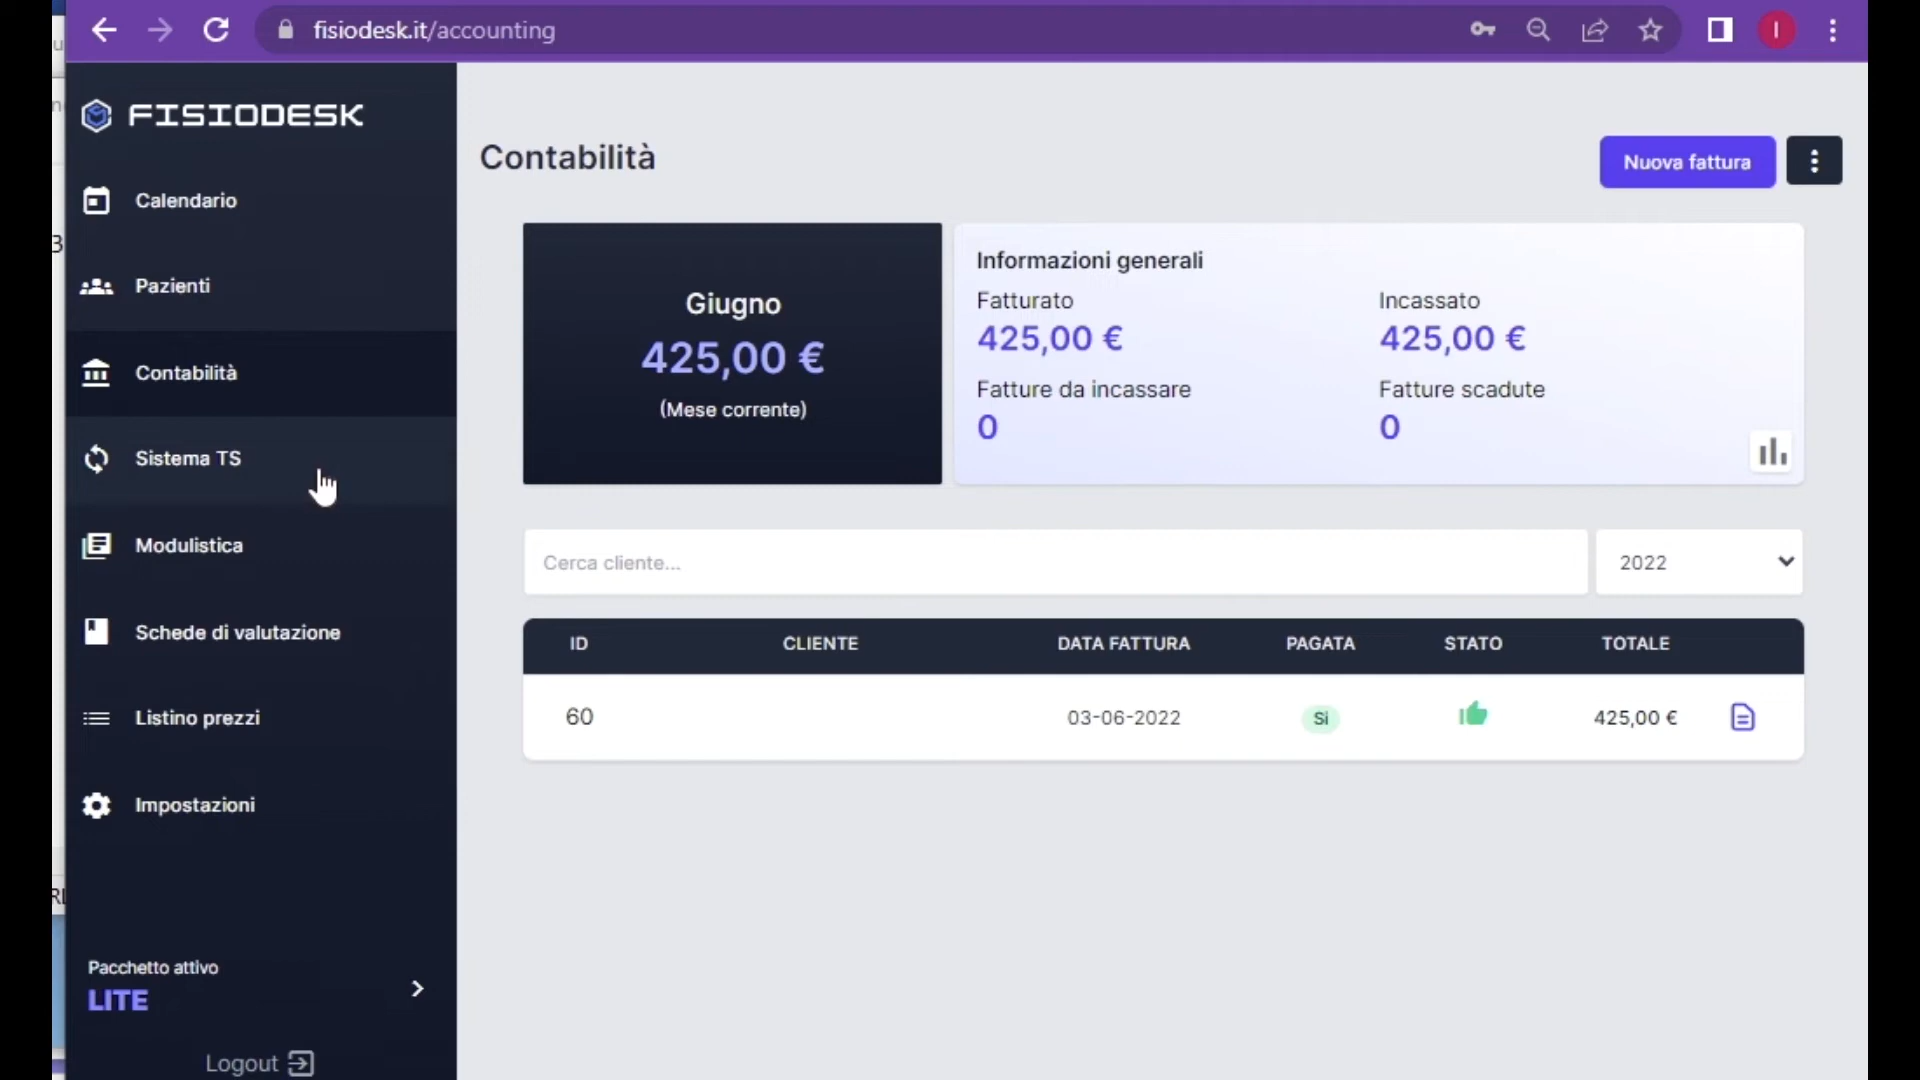 fisiodesk.it/accounting
I
FISIODESK
Calendario
Pazienti
Contabilità
Sistema TS
Modulistica
Schede di valutazione
Listino prezzi
Impostazioni
Pacchetto attivo
LITE
Logout
Contabilità
Nuova fattura
Giugno
425,00 €
(Mese corrente)
Informazioni generali
Fatturato
425,00 €
Incassato
425,00 €
Fatture da incassare
0
Fatture scadute
0
Cerca cliente...
2022
ID CLIENTE DATA FATTURA PAGATA STATO TOTALE
60 03-06-2022 Si 425,00 €